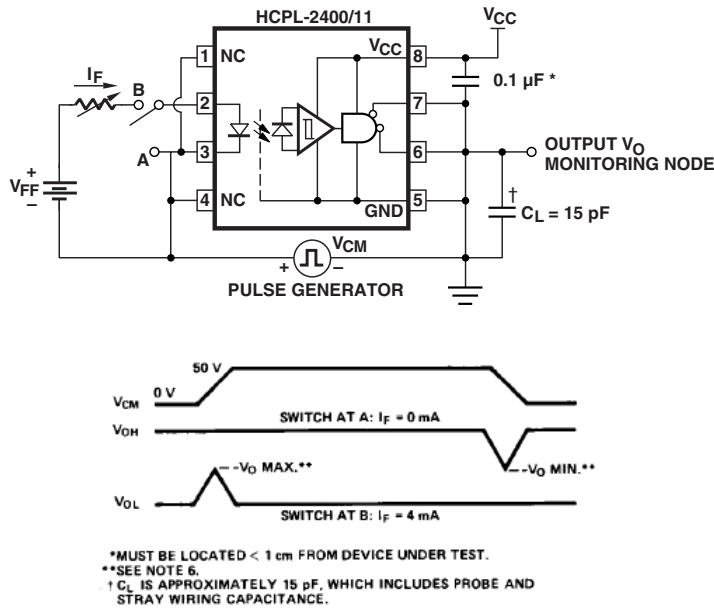 HCPL-2400/11
VCC
1 NC
VCC 8
IF
B
0.1 µF *
2
7
A
3
6
OUTPUT VO
MONITORING NODE
VFF
+
–
4 NC
GND 5
†
CL = 15 pF
VCM
+ –
PULSE GENERATOR
50 V
VCM 0 V
SWITCH AT A: IF = 0 mA
VOH
VO MAX.**
VO MIN.**
VOL
SWITCH AT B: IF = 4 mA
*MUST BE LOCATED < 1 cm FROM DEVICE UNDER TEST.
**SEE NOTE 6.
† CL IS APPROXIMATELY 15 pF, WHICH INCLUDES PROBE AND
STRAY WIRING CAPACITANCE.